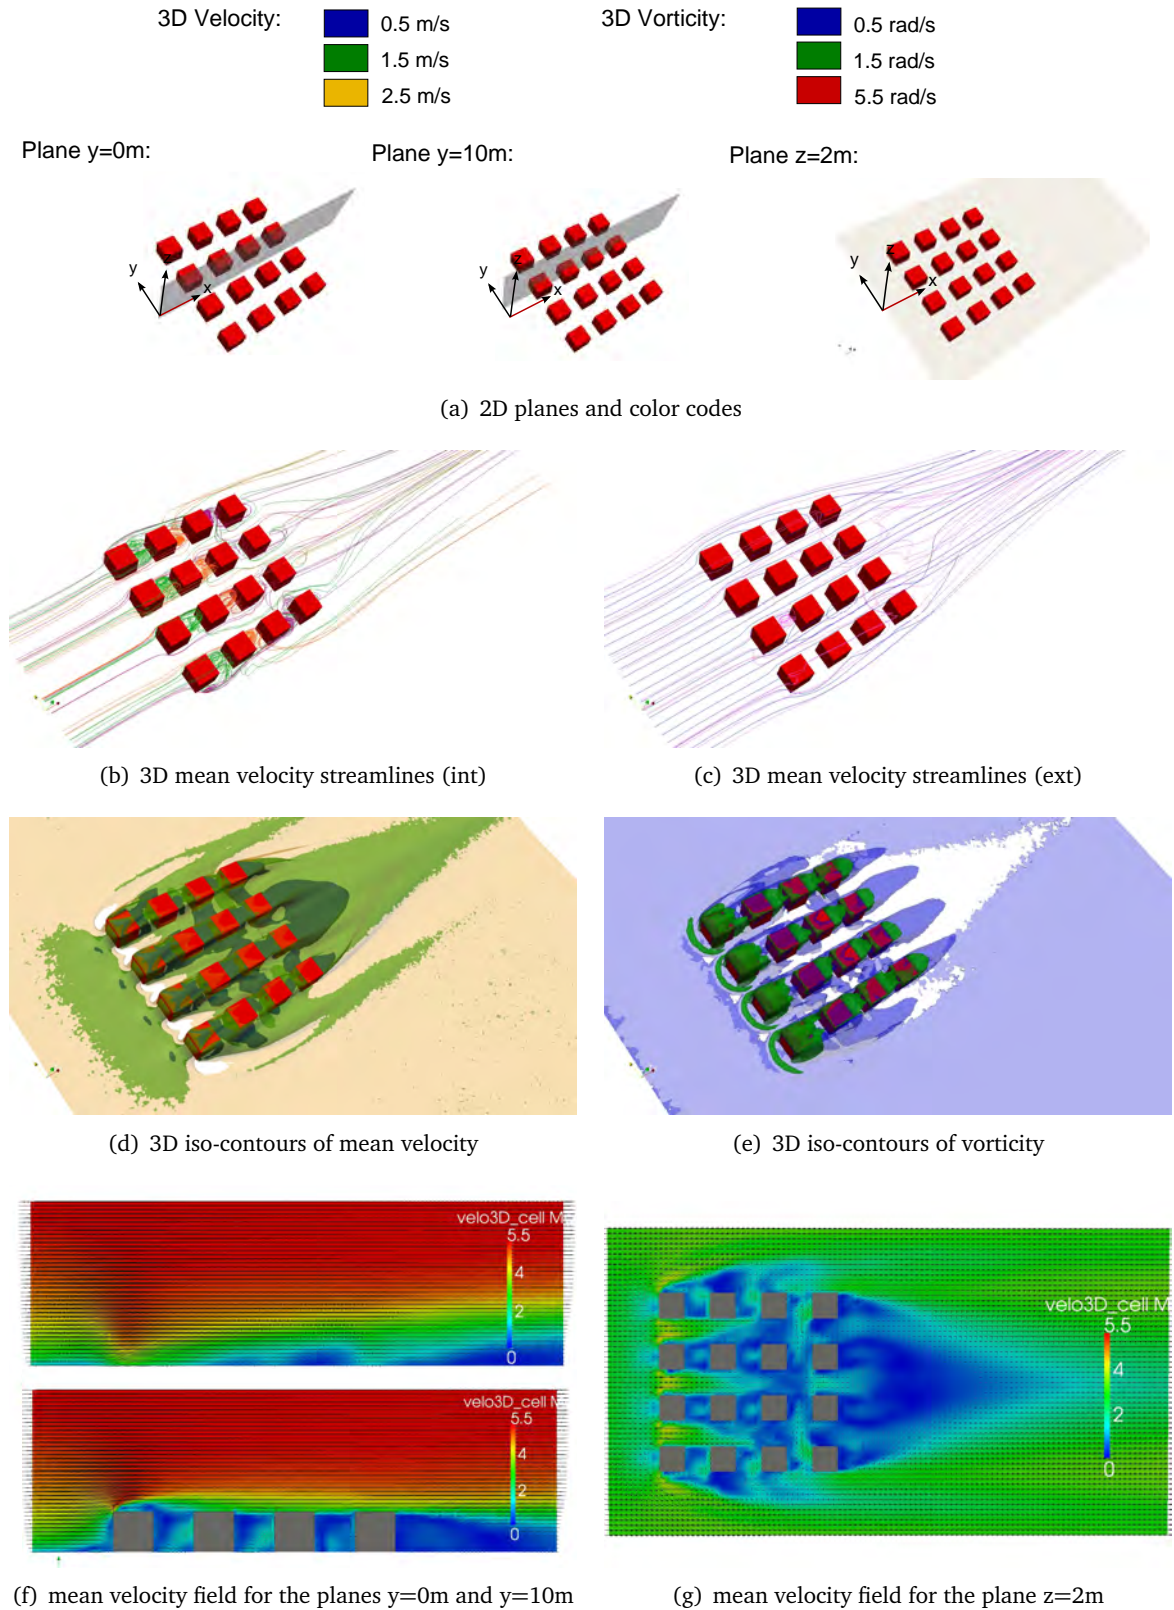 3D Velocity:
0.5 m/s
1.5 m/s
2.5 m/s
3D Vorticity:
0.5 rad/s
1.5 rad/s
5.5 rad/s
Plane y=0m:
Plane y=10m:
Plane z=2m:
y
z
x
y
z
x
y
z
x
(a) 2D planes and color codes
(b) 3D mean velocity streamlines (int)
(c) 3D mean velocity streamlines (ext)
(d) 3D iso-contours of mean velocity
(e) 3D iso-contours of vorticity
velo3D_cell M
5.5
4
2
0
velo3D_cell M
5.5
4
2
0
velo3D_cell M
5.5
4
2
0
(f) mean velocity field for the planes y=0m and y=10m
(g) mean velocity field for the plane z=2m